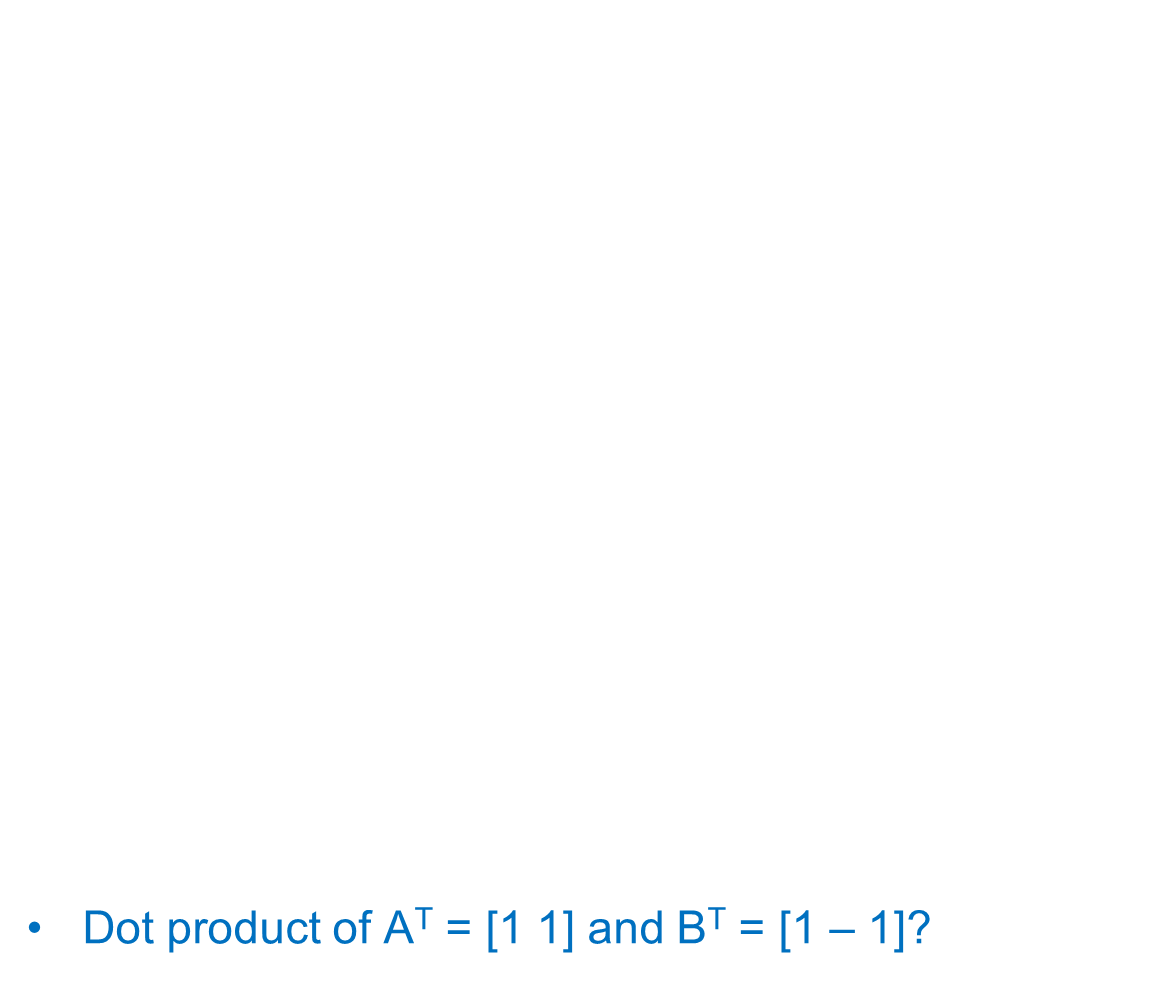 • Dot product of Aᵀ = [1 1] and Bᵀ = [1 – 1]?